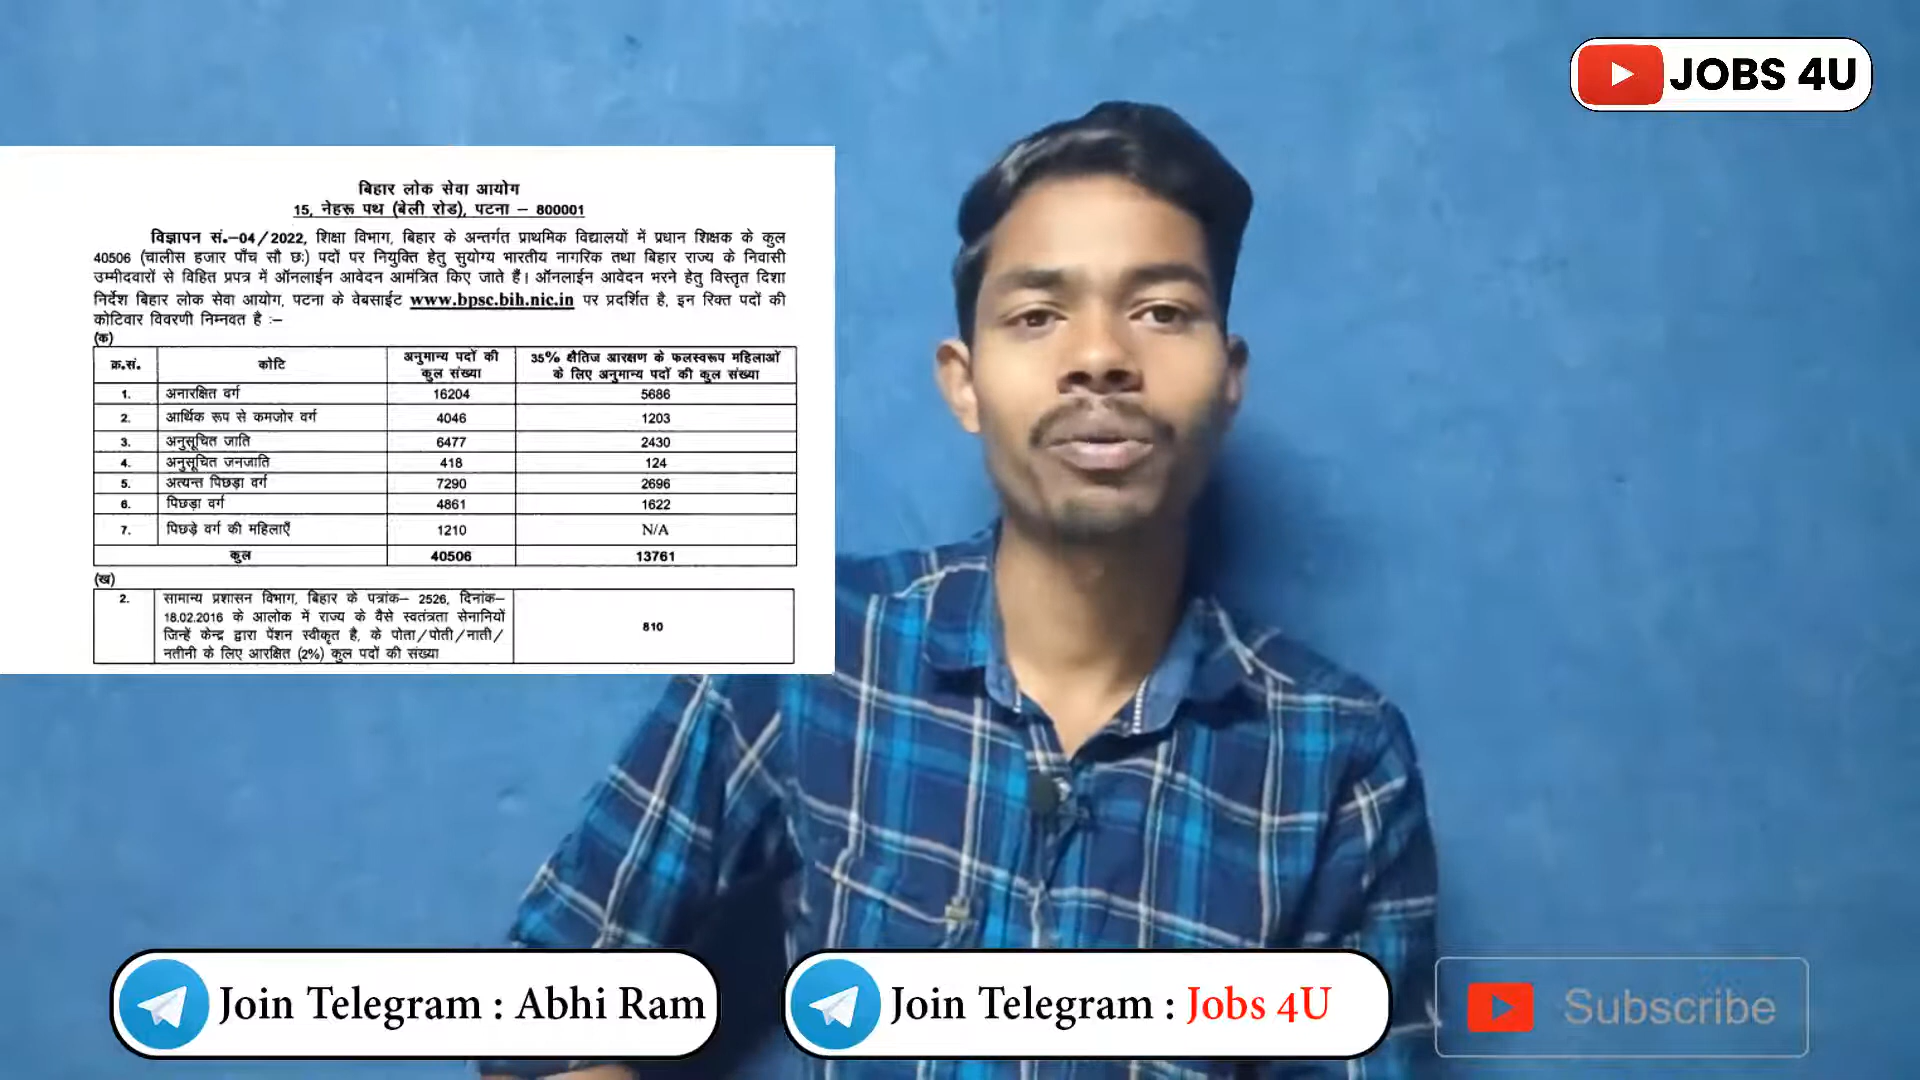 JOBS 4U
बिहार लोक सेवा आयोग
15, नेहरू पथ (बेली रोड), पटना – 800001
विज्ञापन सं.–04/2022, शिक्षा विभाग, बिहार के अन्तर्गत प्राथमिक विद्यालयों में प्रधान शिक्षक के कुल
40506 (चालीस हजार पाँच सौ छः) पदों पर नियुक्ति हेतु सुयोग्य भारतीय नागरिक तथा बिहार राज्य के निवासी
उम्मीदवारों से विहित प्रपत्र में ऑनलाईन आवेदन आमंत्रित किए जाते हैं। ऑनलाईन आवेदन भरने हेतु विस्तृत दिशा
निर्देश बिहार लोक सेवा आयोग, पटना के वेबसाईट www.bpsc.bih.nic.in पर प्रदर्शित है, इन रिक्त पदों की
कोटिवार विवरणी निम्नवत है :–
(क)
क्र.सं. कोटि अनुमान्य पदों की कुल संख्या 35% क्षैतिज आरक्षण के फलस्वरूप महिलाओं के लिए अनुमान्य पदों की कुल संख्या
1. अनारक्षित वर्ग 16204 5686
2. आर्थिक रूप से कमजोर वर्ग 4046 1203
3. अनुसूचित जाति 6477 2430
4. अनुसूचित जनजाति 418 124
5. अत्यन्त पिछड़ा वर्ग 7290 2696
6. पिछड़ा वर्ग 4861 1622
7. पिछड़े वर्ग की महिलाएँ 1210 N/A
कुल 40506 13761
(ख)
2. सामान्य प्रशासन विभाग, बिहार के पत्रांक– 2526, दिनांक–
18.02.2016 के आलोक में राज्य के वैसे स्वतंत्रता सेनानियों
जिन्हें केन्द्र द्वारा पेंशन स्वीकृत है, के पोता/पोती/नाती/
नतीनी के लिए आरक्षित (2%) कुल पदों की संख्या
810
Join Telegram : Abhi Ram
Join Telegram : Jobs 4U
Subscribe